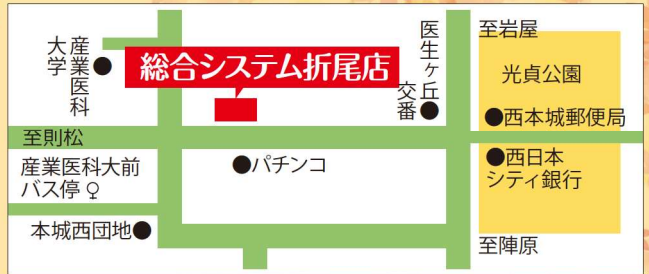 産業医科
大学
総合システム折尾店
医生ヶ丘
交番
至岩屋
光貞公園
西本城郵便局
至則松
産業医科大前
バス停
パチンコ
西日本
シティ銀行
本城西団地
至陣原